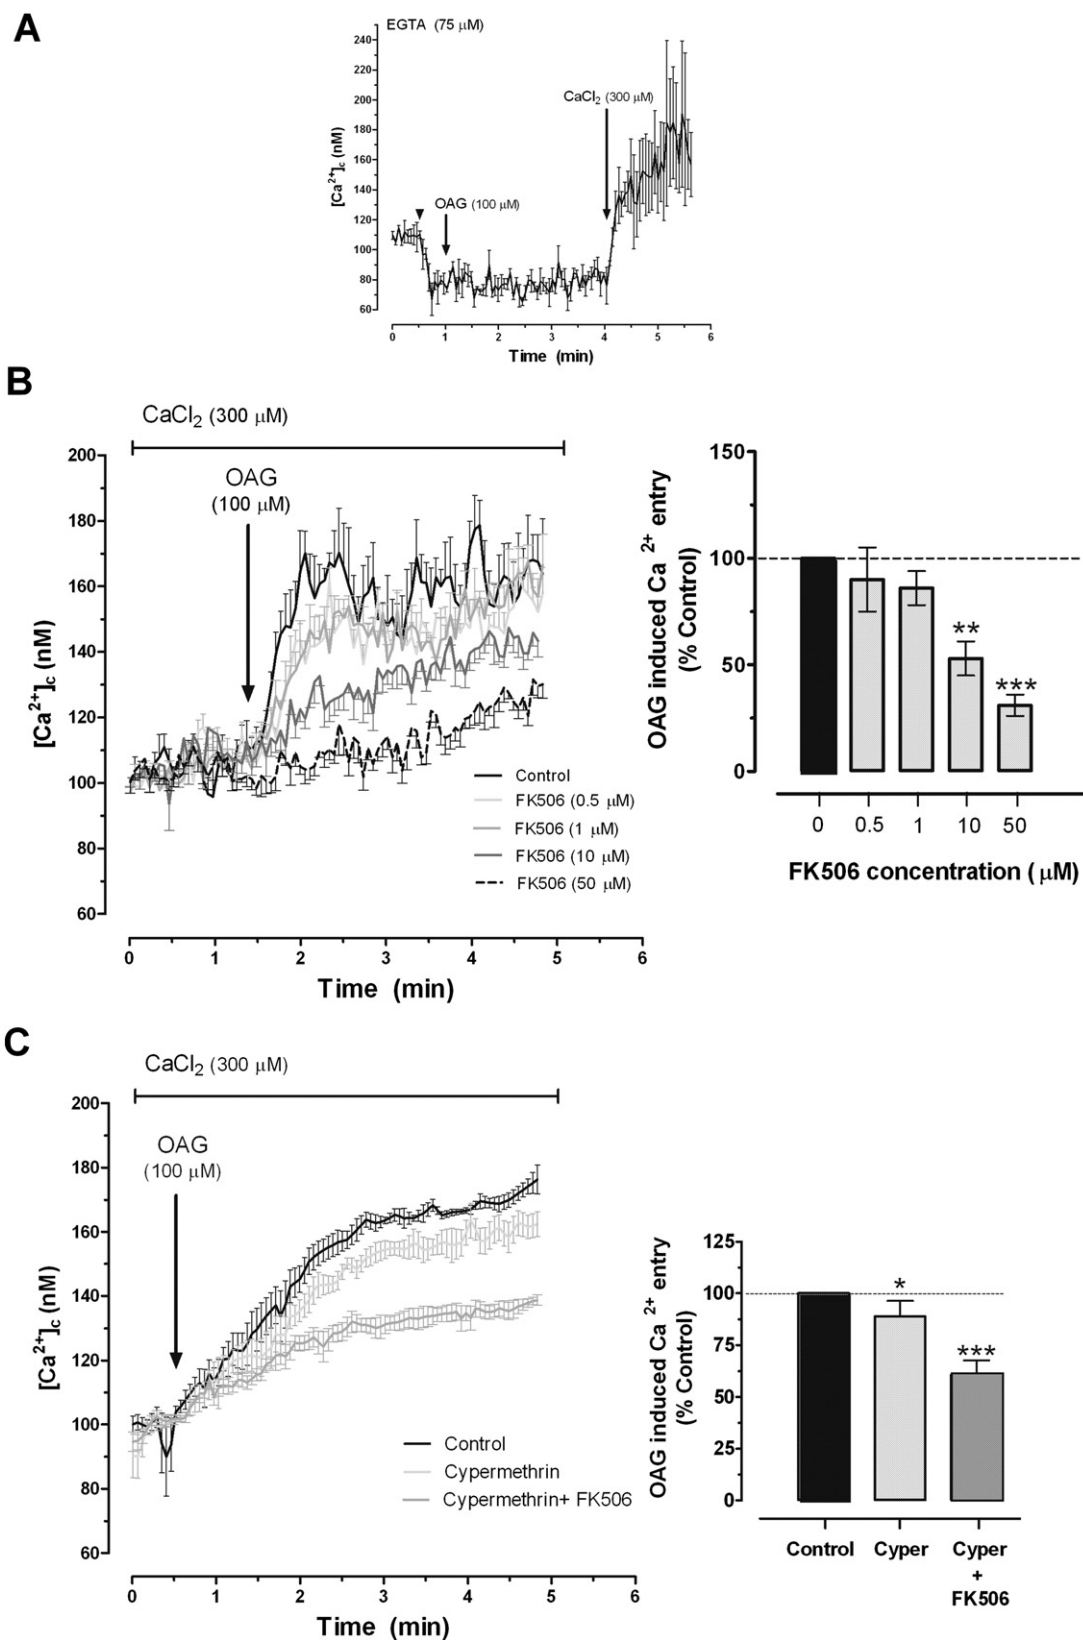 A
EGTA (75 μM)
240
220
200
180
160
140
120
100
80
60
[Ca2+]c (nM)
CaCl2 (300 μM)
OAG (100 μM)
0 1 2 3 4 5 6
Time (min)
B
CaCl2 (300 μM)
OAG
(100 μM)
200
180
160
140
120
100
80
60
[Ca2+]c (nM)
Control
FK506 (0.5 μM)
FK506 (1 μM)
FK506 (10 μM)
FK506 (50 μM)
0 1 2 3 4 5 6
Time (min)
OAG induced Ca 2+ entry
(% Control)
150
100
50
0
**
***
0 0.5 1 10 50
FK506 concentration (μM)
C
CaCl2 (300 μM)
OAG
(100 μM)
200
180
160
140
120
100
80
60
[Ca2+]c (nM)
Control
Cypermethrin
Cypermethrin+ FK506
0 1 2 3 4 5 6
Time (min)
OAG induced Ca 2+ entry
(% Control)
125
100
75
50
25
0
*
***
Control Cyper Cyper
+
FK506